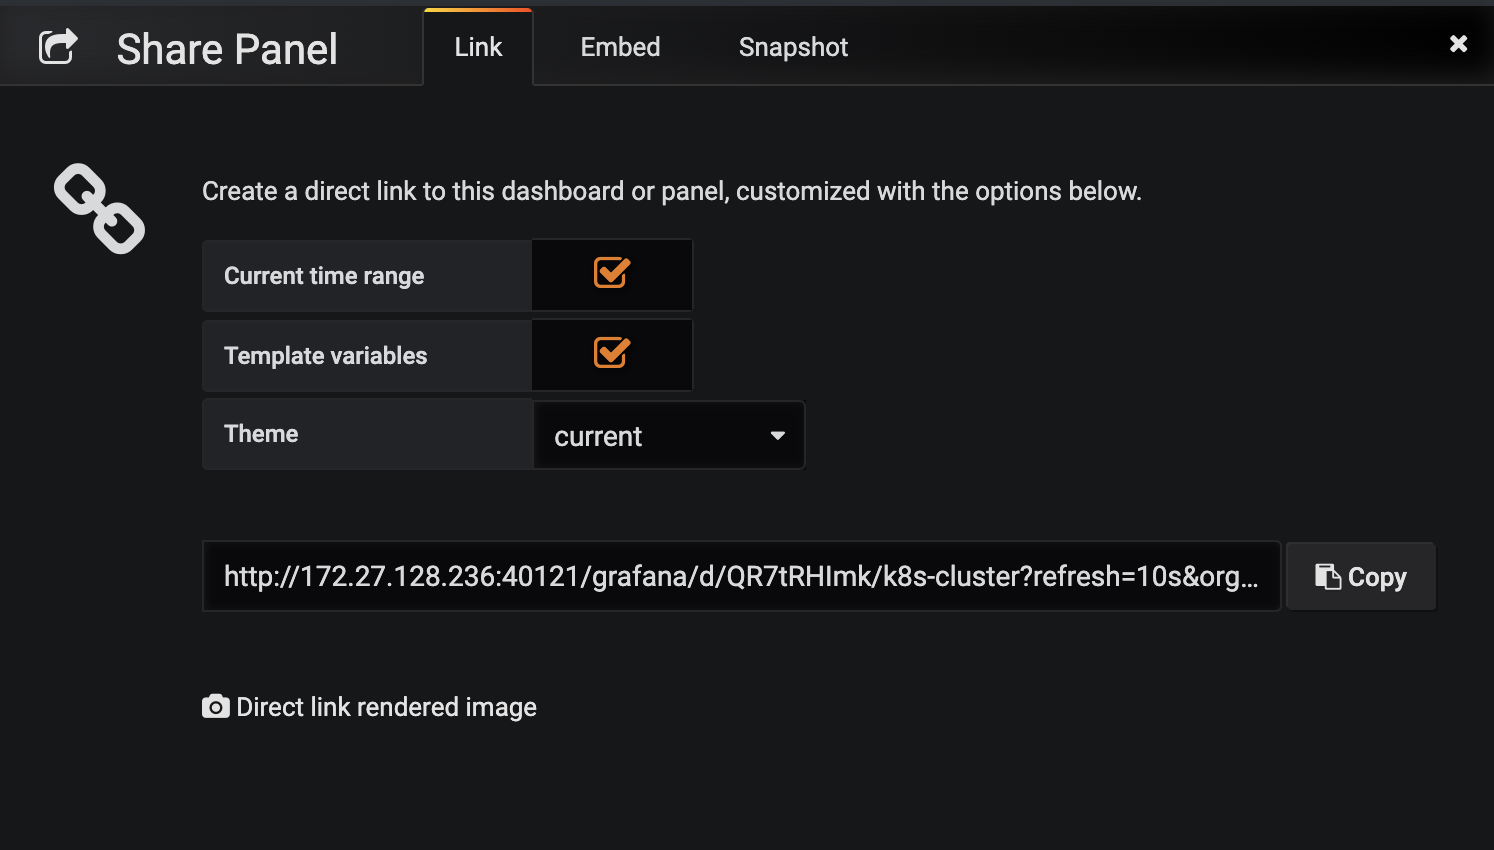 Share Panel
Link
Embed
Snapshot
Create a direct link to this dashboard or panel, customized with the options below.
Current time range
Template variables
Theme
current
http://172.27.128.236:40121/grafana/d/QR7tRHImk/k8s-cluster?refresh=10s&org...
Copy
Direct link rendered image